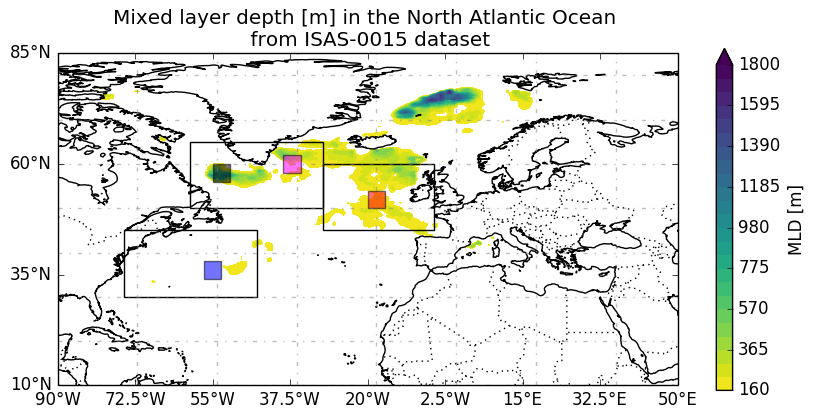 Mixed layer depth [m] in the North Atlantic Ocean
from ISAS-0015 dataset
85°N
60°N
35°N
10°N
90°W 72.5°W 55°W 37.5°W 20°W 2.5°W 15°E 32.5°E 50°E
1800
1595
1390
1185
980
775
570
365
160
MLD [m]